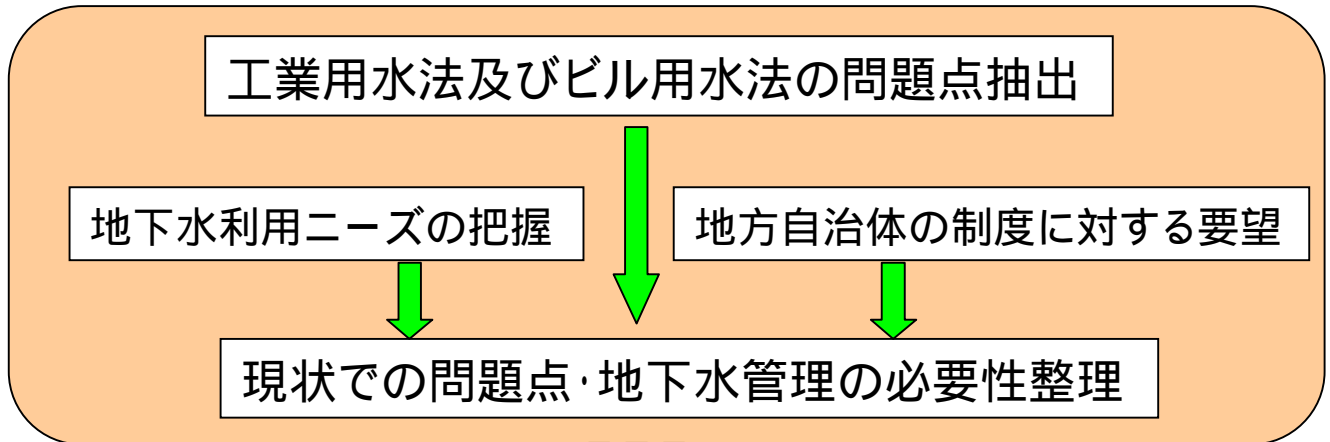 工業用水法及びビル用水法の問題点抽出
地下水利用ニーズの把握
地方自治体の制度に対する要望
現状での問題点・地下水管理の必要性整理